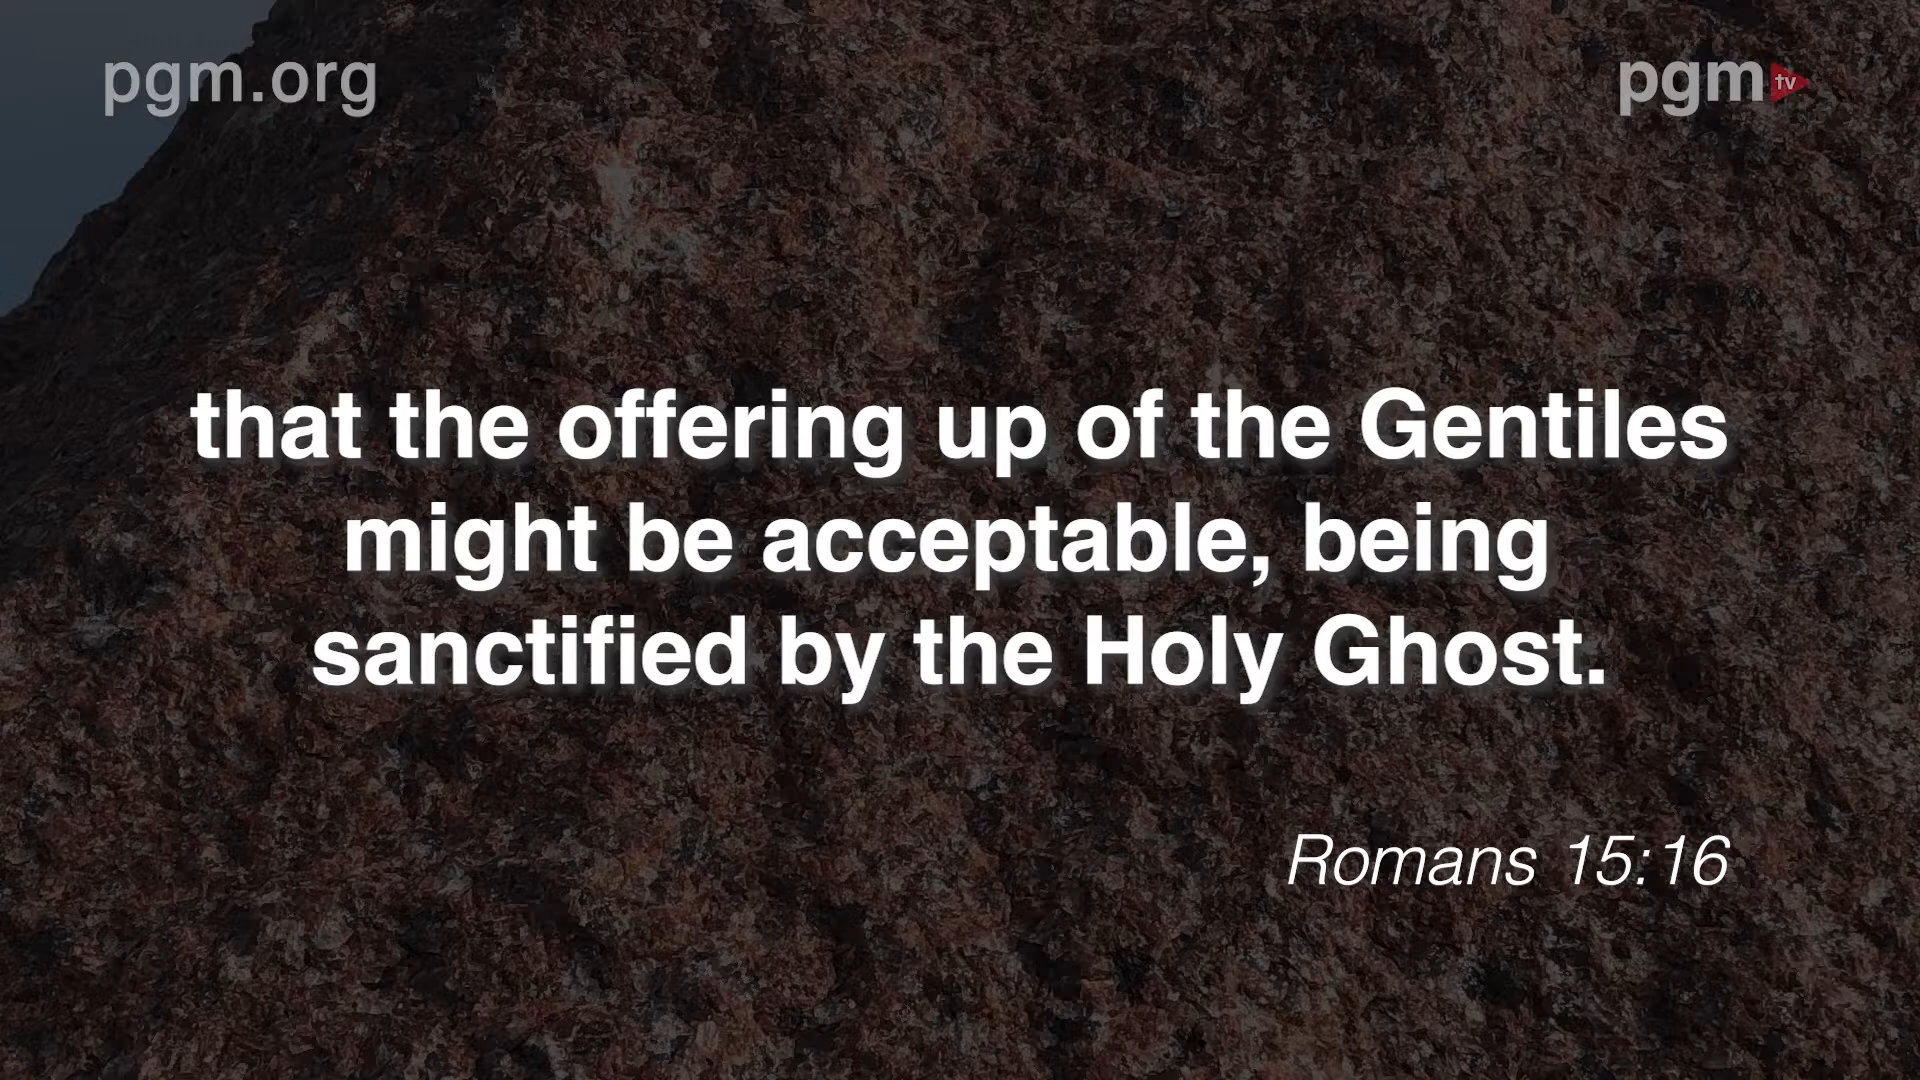 pgm.org
pgm tv
that the offering up of the Gentiles
might be acceptable, being
sanctified by the Holy Ghost.
Romans 15:16